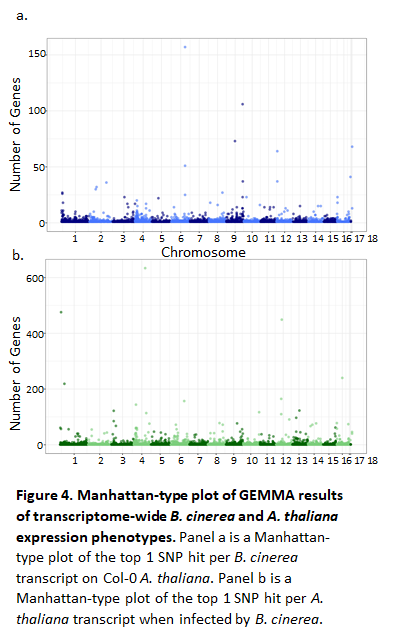 a.
150
100
50
0
Number of Genes
1 2 3 4 5 6 7 8 9 10 11 12 13 14 15 16 17 18
Chromosome
b.
600
400
200
0
Number of Genes
1 2 3 4 5 6 7 8 9 10 11 12 13 14 15 16 17 18
Figure 4. Manhattan-type plot of GEMMA results
of transcriptome-wide B. cinerea and A. thaliana
expression phenotypes. Panel a is a Manhattan-
type plot of the top 1 SNP hit per B. cinerea
transcript on Col-0 A. thaliana. Panel b is a
Manhattan-type plot of the top 1 SNP hit per A.
thaliana transcript when infected by B. cinerea.